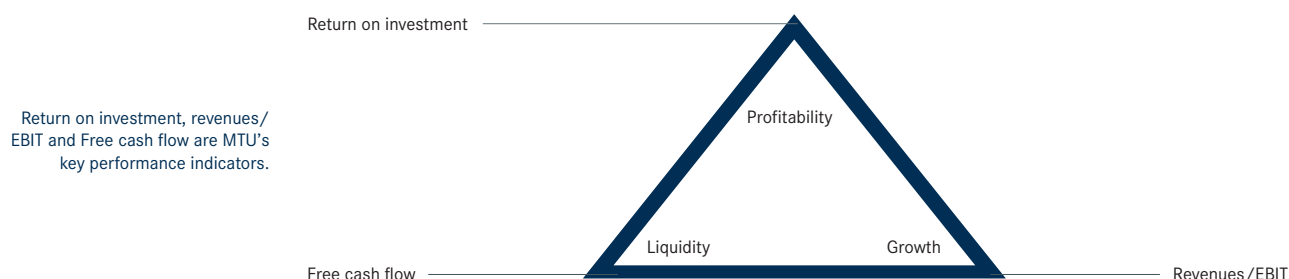 Return on investment
Return on investment, revenues/
EBIT and Free cash flow are MTU’s
key performance indicators.
Profitability
Liquidity
Growth
Free cash flow
Revenues/EBIT